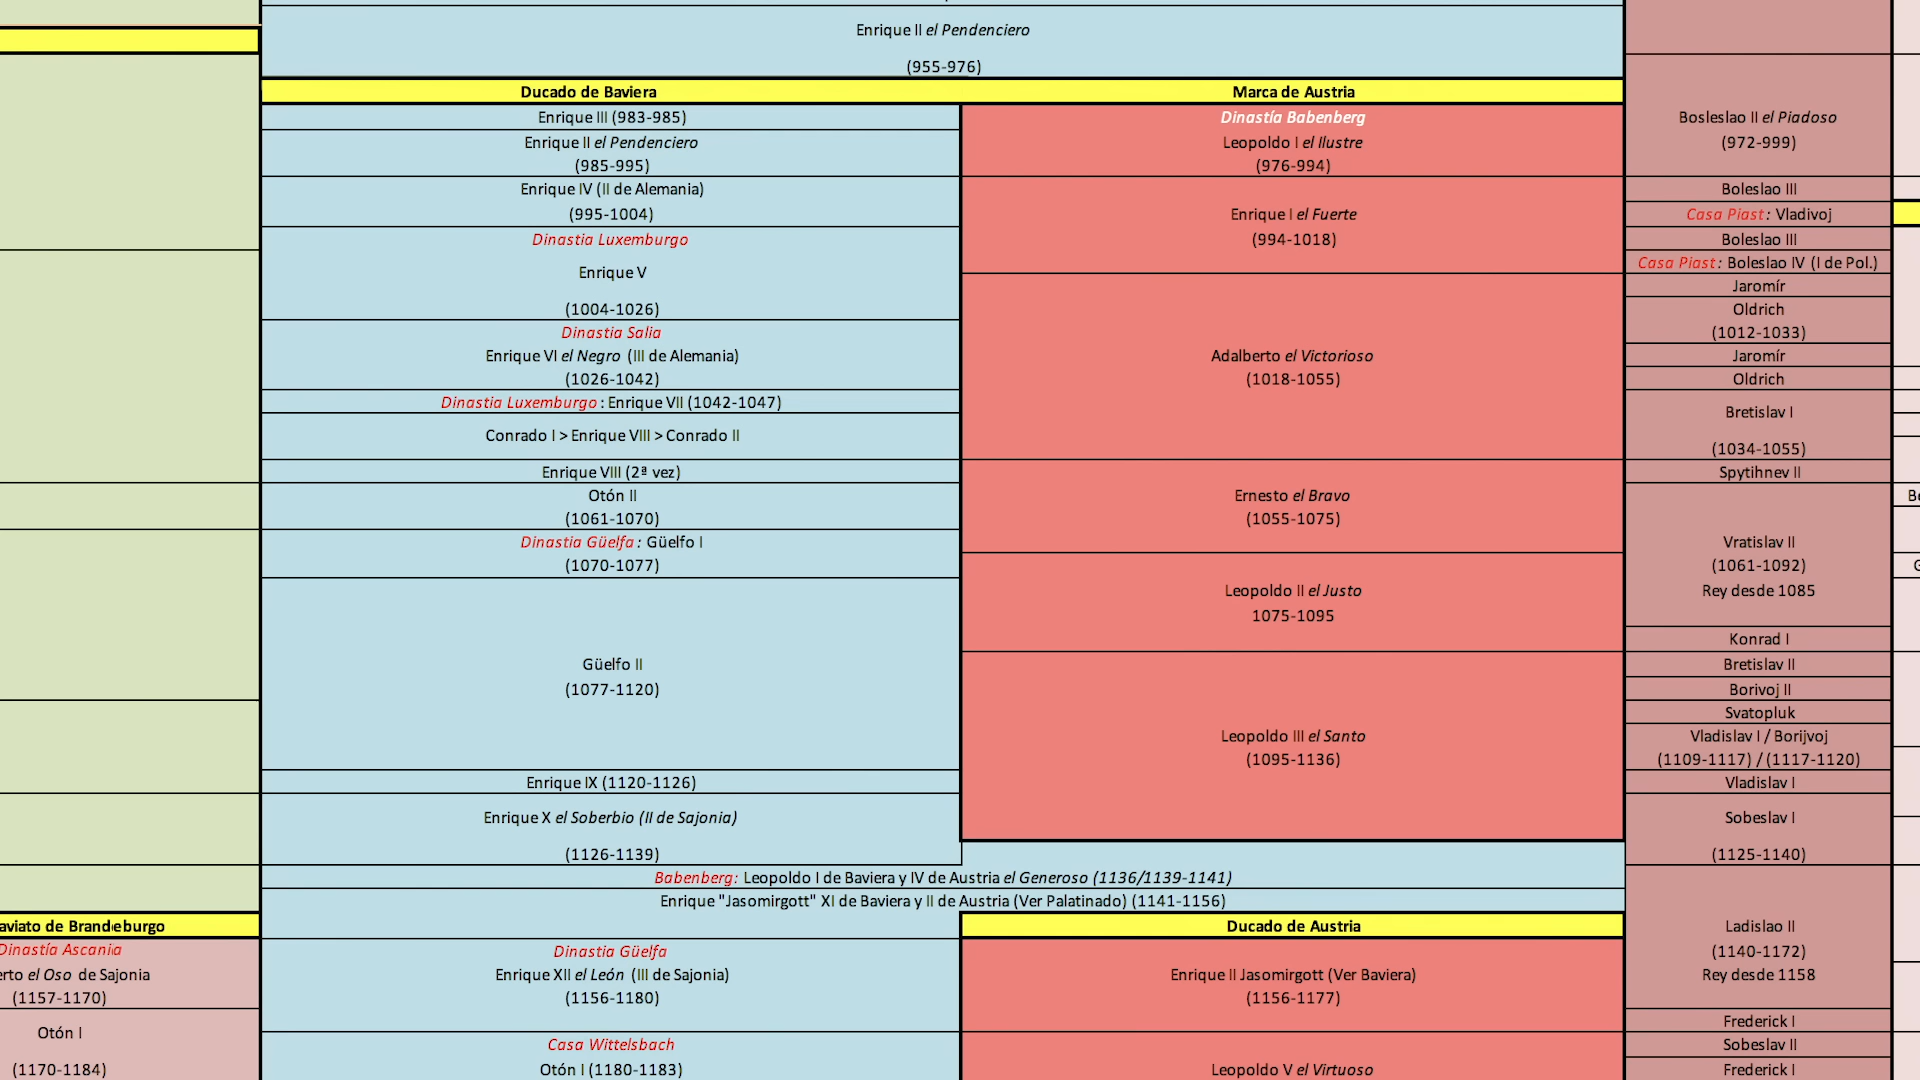 Enrique II el Pendenciero
(955-976)
Ducado de Baviera
Marca de Austria
Enrique III (983-985)
Enrique II el Pendenciero
(985-995)
Enrique IV (II de Alemania)
(995-1004)
Dinastia Luxemburgo
Enrique V
(1004-1026)
Dinastia Salia
Enrique VI el Negro (III de Alemania)
(1026-1042)
Dinastia Luxemburgo : Enrique VII (1042-1047)
Conrado I > Enrique VIII > Conrado II
Enrique VIII (2ª vez)
Otón II
(1061-1070)
Dinastia Güelfa : Güelfo I
(1070-1077)
Güelfo II
(1077-1120)
Enrique IX (1120-1126)
Enrique X el Soberbio (II de Sajonia)
(1126-1139)
Dinastía Babenberg
Leopoldo I el Ilustre
(976-994)
Enrique I el Fuerte
(994-1018)
Adalberto el Victorioso
(1018-1055)
Ernesto el Bravo
(1055-1075)
Leopoldo II el Justo
1075-1095
Leopoldo III el Santo
(1095-1136)
Babenberg: Leopoldo I de Baviera y IV de Austria el Generoso (1136/1139-1141)
Enrique "Jasomirgott" XI de Baviera y II de Austria (Ver Palatinado) (1141-1156)
Dinastia Güelfa
Enrique XII el León (III de Sajonia)
(1156-1180)
Casa Wittelsbach
Otón I (1180-1183)
Ducado de Austria
Enrique II Jasomirgott (Ver Baviera)
(1156-1177)
Leopoldo V el Virtuoso
Bosleslao II el Piadoso
(972-999)
Boleslao III
Casa Piast : Vladivoj
Boleslao III
Casa Piast : Boleslao IV (I de Pol.)
Jaromír
Oldrich
(1012-1033)
Jaromír
Oldrich
Bretislav I
(1034-1055)
Spytihnev II
Vratislav II
(1061-1092)
Rey desde 1085
Konrad I
Bretislav II
Borivoj II
Svatopluk
Vladislav I / Borijvoj
(1109-1117) / (1117-1120)
Vladislav I
Sobeslav I
(1125-1140)
Ladislao II
(1140-1172)
Rey desde 1158
Frederick I
Sobeslav II
Frederick I
aviato de Brandeburgo
Dinastía Ascania
erto el Oso de Sajonia
(1157-1170)
Otón I
(1170-1184)